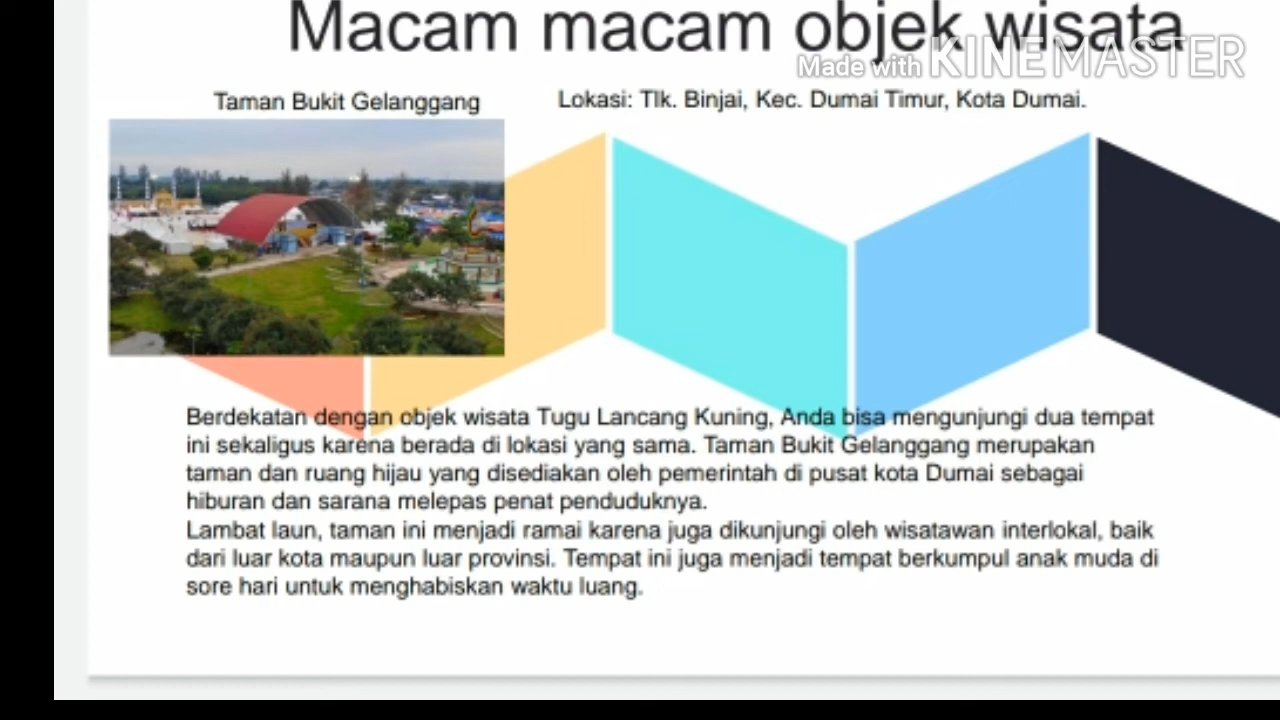 Macam macam objek wisata
Made with KINEMASTER
Taman Bukit Gelanggang
Lokasi: Tlk. Binjai, Kec. Dumai Timur, Kota Dumai.
Berdekatan dengan objek wisata Tugu Lancang Kuning, Anda bisa mengunjungi dua tempat
ini sekaligus karena berada di lokasi yang sama. Taman Bukit Gelanggang merupakan
taman dan ruang hijau yang disediakan oleh pemerintah di pusat kota Dumai sebagai
hiburan dan sarana melepas penat penduduknya.
Lambat laun, taman ini menjadi ramai karena juga dikunjungi oleh wisatawan interlokal, baik
dari luar kota maupun luar provinsi. Tempat ini juga menjadi tempat berkumpul anak muda di
sore hari untuk menghabiskan waktu luang.